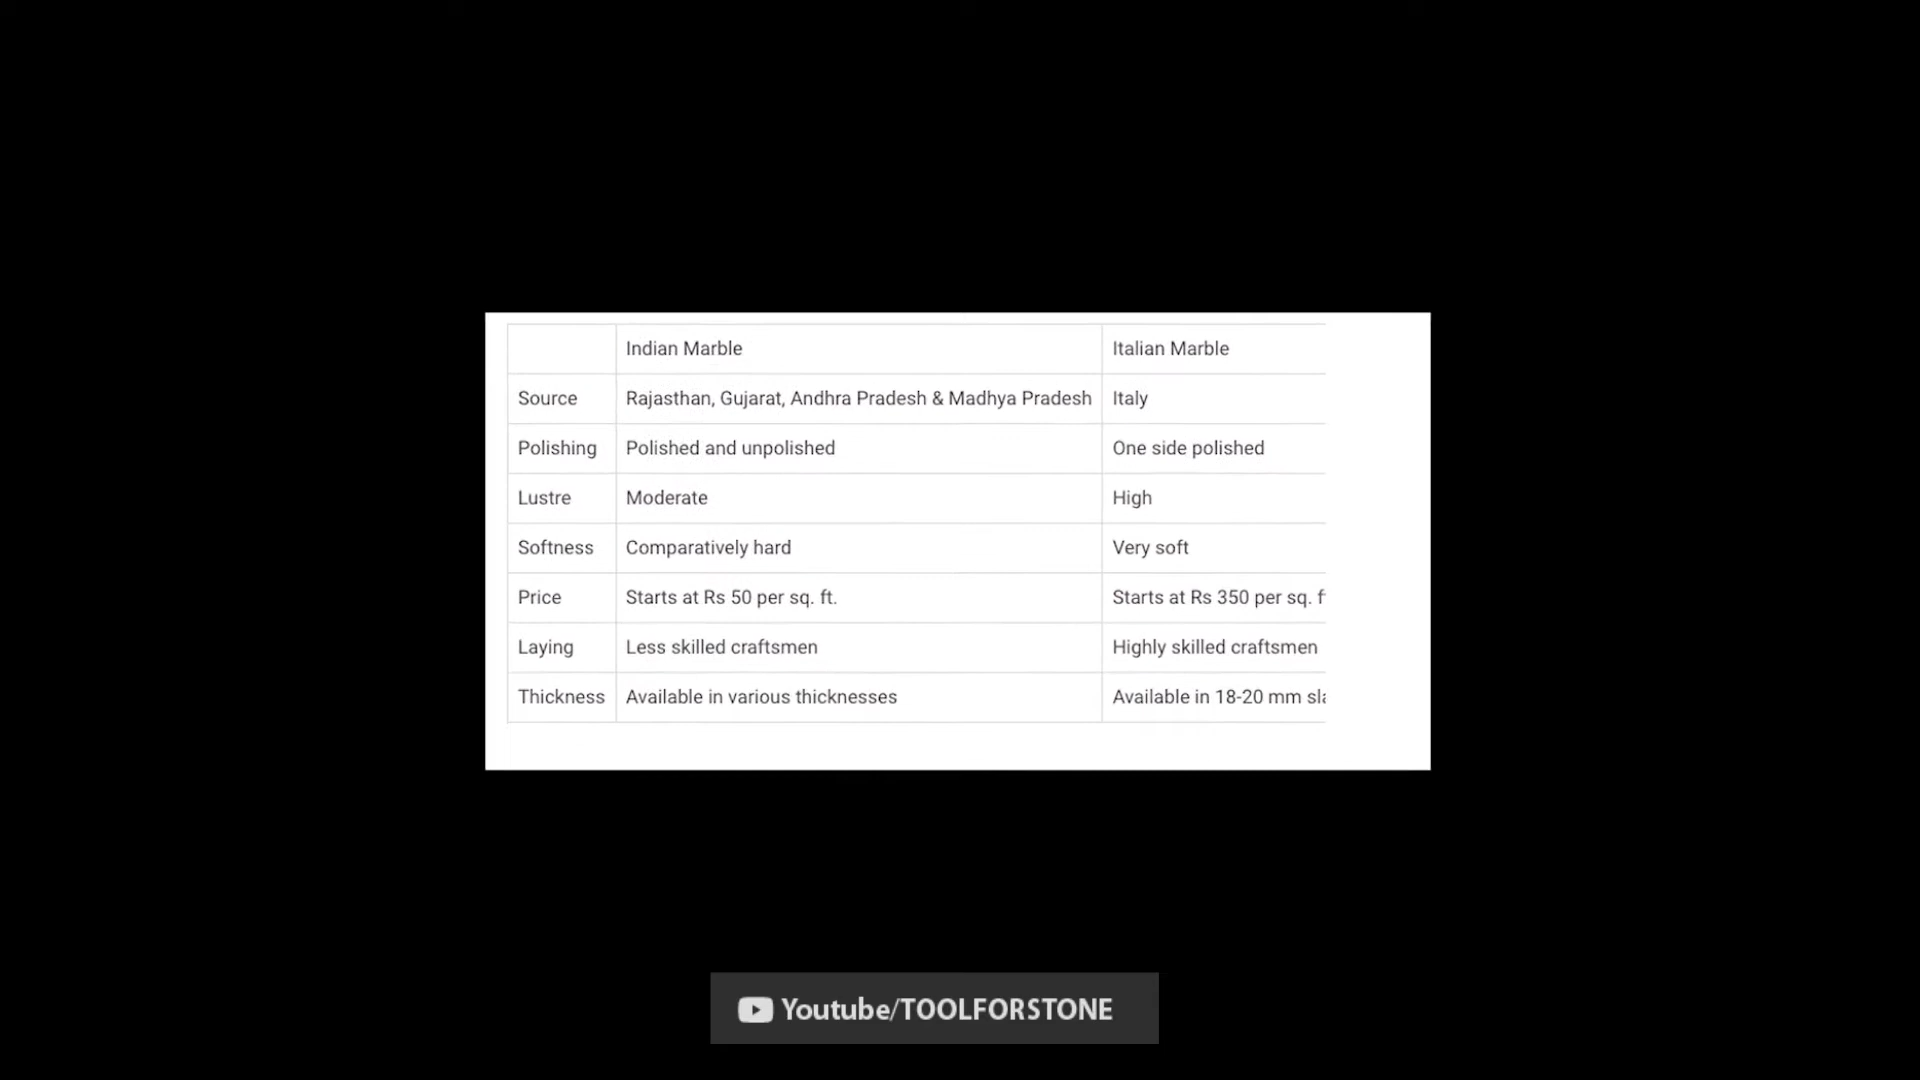 Indian Marble Italian Marble
Source Rajasthan, Gujarat, Andhra Pradesh & Madhya Pradesh Italy
Polishing Polished and unpolished One side polished
Lustre Moderate High
Softness Comparatively hard Very soft
Price Starts at Rs 50 per sq. ft. Starts at Rs 350 per sq.
Laying Less skilled craftsmen Highly skilled craftsmen
Thickness Available in various thicknesses Available in 18-20 mm
Youtube/TOOLFORSTONE